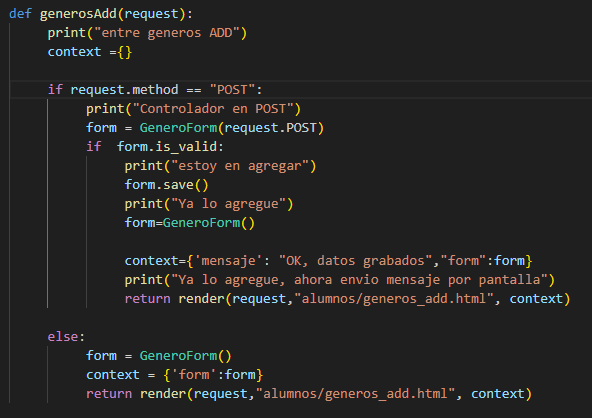 def generosAdd(request):
    print("entre generos ADD")
    context ={}
    if request.method == "POST":
        print("Controlador en POST")
        form = GeneroForm(request.POST)
        if  form.is_valid:
            print("estoy en agregar")
            form.save()
            print("Ya lo agregue")
            form=GeneroForm()
            context={'mensaje': "OK, datos grabados","form":form}
            print("Ya lo agregue, ahora envio mensaje por pantalla")
            return render(request,"alumnos/generos_add.html", context)
    else:
        form = GeneroForm()
        context = {'form':form}
        return render(request,"alumnos/generos_add.html", context)